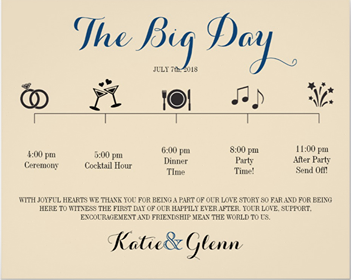 The Big Day
JULY 7th 2018
4:00 pm
Ceremony
5:00 pm
Cocktail Hour
6:00 pm
Dinner
TIme
8:00 pm
Party
Time!
11:00 pm
After Party
Send Off!
WITH JOYFUL HEARTS WE THANK YOU FOR BEING A PART OF OUR LOVE STORY SO FAR AND FOR BEING
HERE TO WITNESS THE FIRST DAY OF OUR HAPPILY EVER AFTER. YOUR LOVE, SUPPORT,
ENCOURAGEMENT AND FRIENDSHIP MEAN THE WORLD TO US.
Katie & Glenn